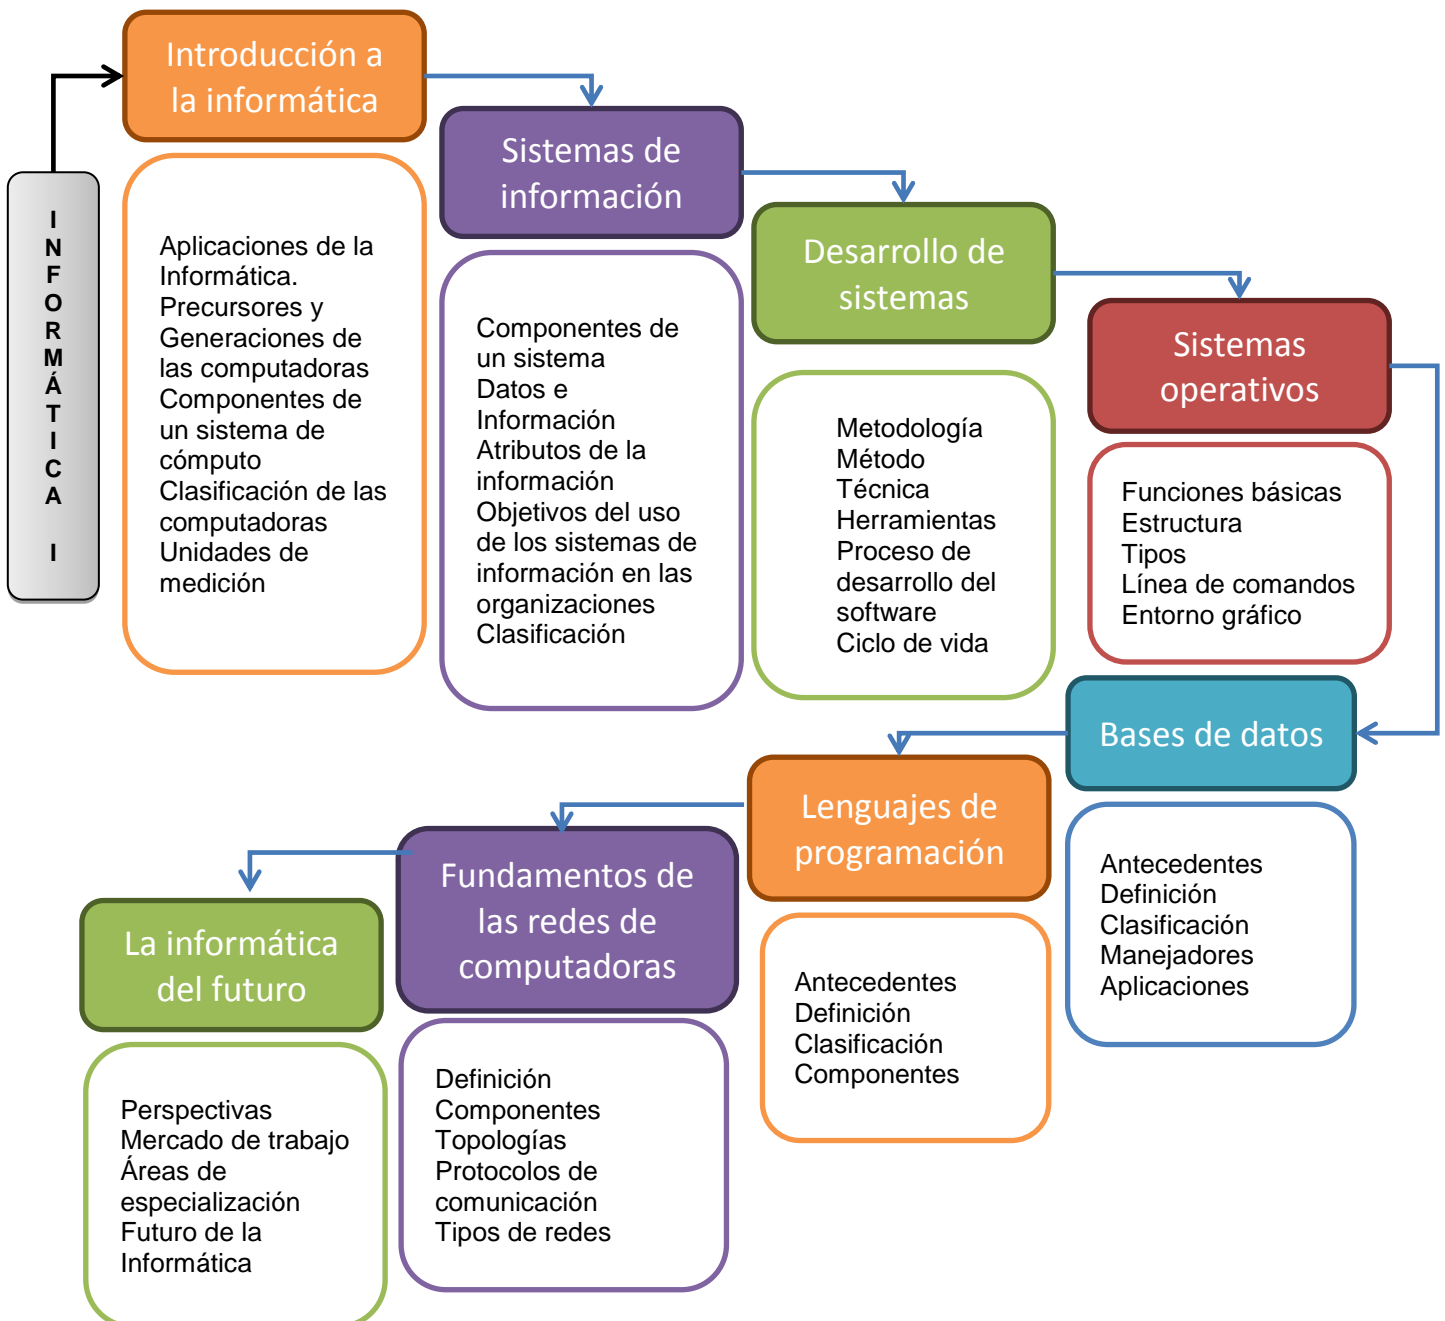 INFORMÁTICA I
Introducción a
la informática
Aplicaciones de la
Informática.
Precursores y
Generaciones de
las computadoras
Componentes de
un sistema de
cómputo
Clasificación de las
computadoras
Unidades de
medición
Sistemas de
información
Componentes de
un sistema
Datos e
Información
Atributos de la
información
Objetivos del uso
de los sistemas de
información en las
organizaciones
Clasificación
Desarrollo de
sistemas
Metodología
Método
Técnica
Herramientas
Proceso de
desarrollo del
software
Ciclo de vida
Sistemas
operativos
Funciones básicas
Estructura
Tipos
Línea de comandos
Entorno gráfico
Bases de datos
Antecedentes
Definición
Clasificación
Manejadores
Aplicaciones
Lenguajes de
programación
Antecedentes
Definición
Clasificación
Componentes
Fundamentos de
las redes de
computadoras
Definición
Componentes
Topologías
Protocolos de
comunicación
Tipos de redes
La informática
del futuro
Perspectivas
Mercado de trabajo
Áreas de
especialización
Futuro de la
Informática